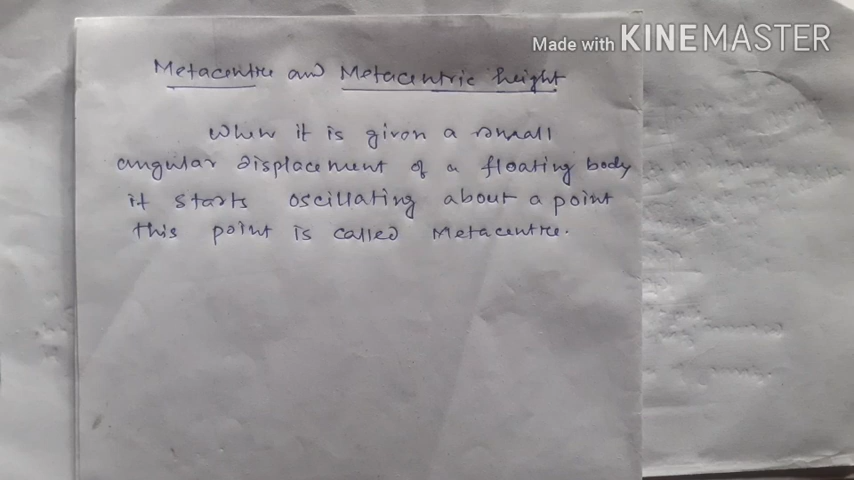 Made with KINEMASTER
Metacentre and Metacentric height
When it is given a small
angular displacement of a floating body
it starts oscillating about a point
this point is called Metacentre.